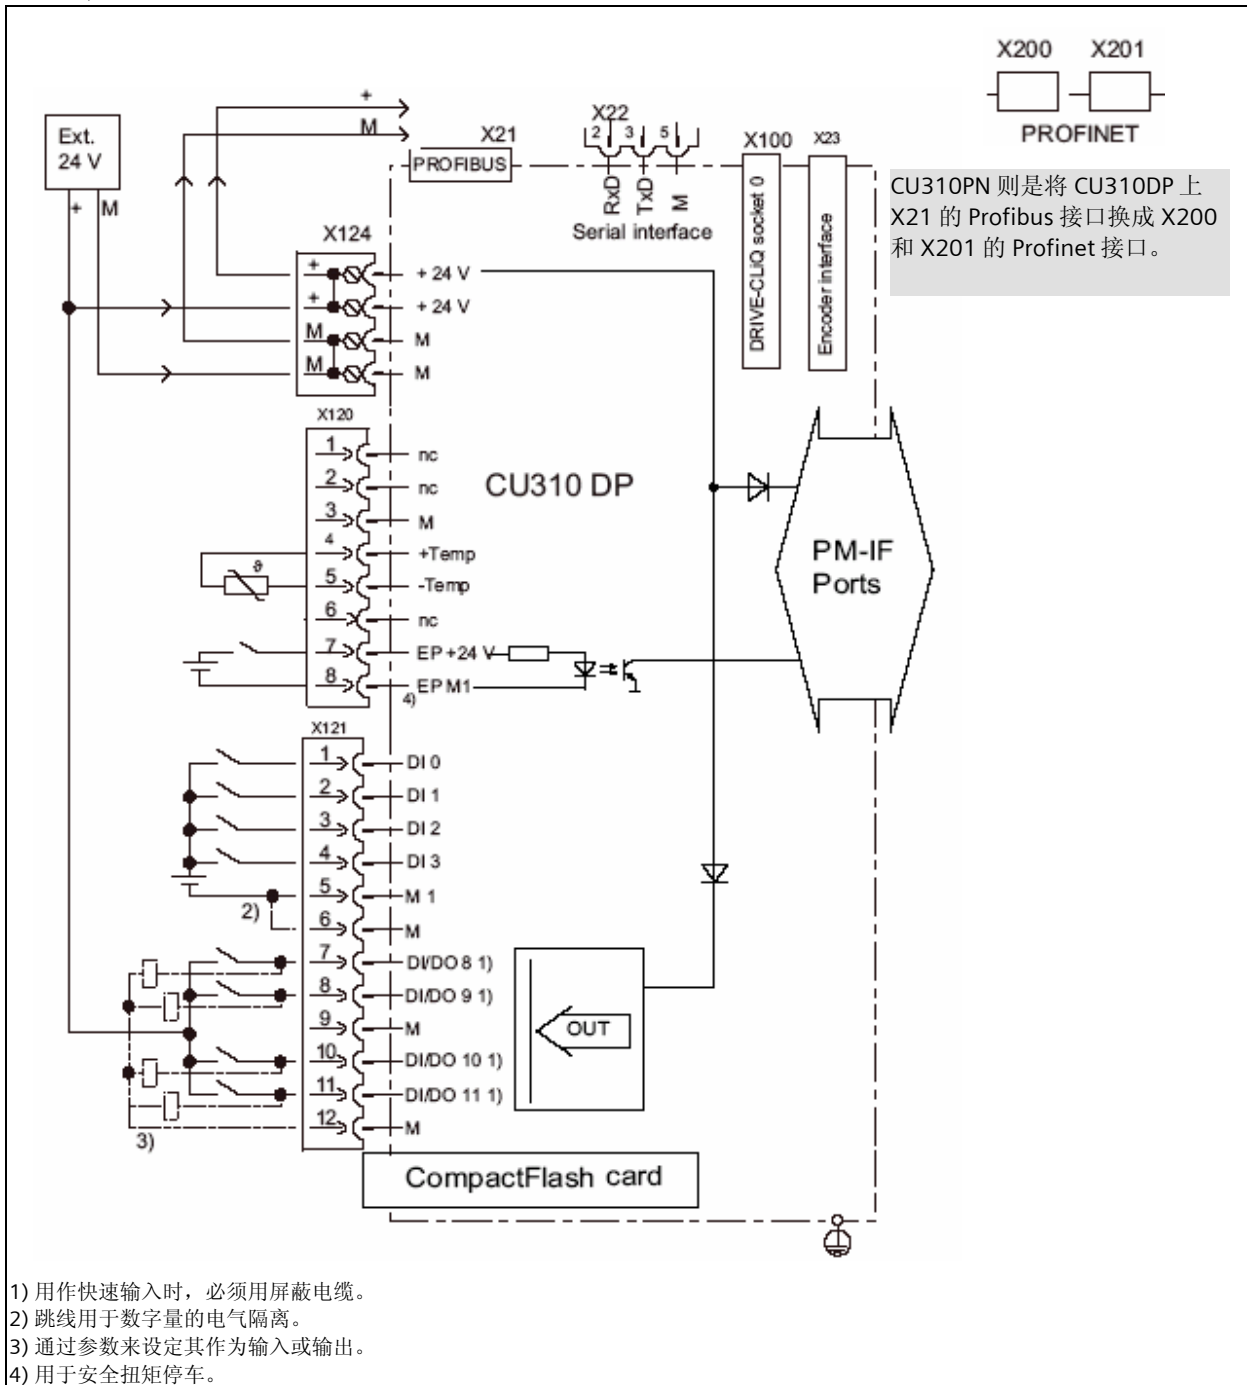 X200 X201
PROFINET
CU310PN 则是将 CU310DP 上
X21 的 Profibus 接口换成 X200
和 X201 的 Profinet 接口。
Ext.
24 V
+ M
+
M
X21
PROFIBUS
X22
2 3 5
RxD
TxD
M
Serial interface
X100
DRIVE-CLiQ socket 0
X23
Encoder interface
X124
+ + 24 V
+ + 24 V
M M
M M
X120
1 nc
2 nc
3 M
4 +Temp
ϑ
5 -Temp
6 nc
7 EP +24 V
8 EP M1
4)
CU310 DP
PM-IF
Ports
X121
1 DI 0
2 DI 1
3 DI 2
4 DI 3
5 M 1
2)
6 M
7 DI/DO 8 1)
8 DI/DO 9 1)
9 M
10 DI/DO 10 1)
11 DI/DO 11 1)
12 M
3)
OUT
CompactFlash card
1) 用作快速输入时，必须用屏蔽电缆。
2) 跳线用于数字量的电气隔离。
3) 通过参数来设定其作为输入或输出。
4) 用于安全扭矩停车。